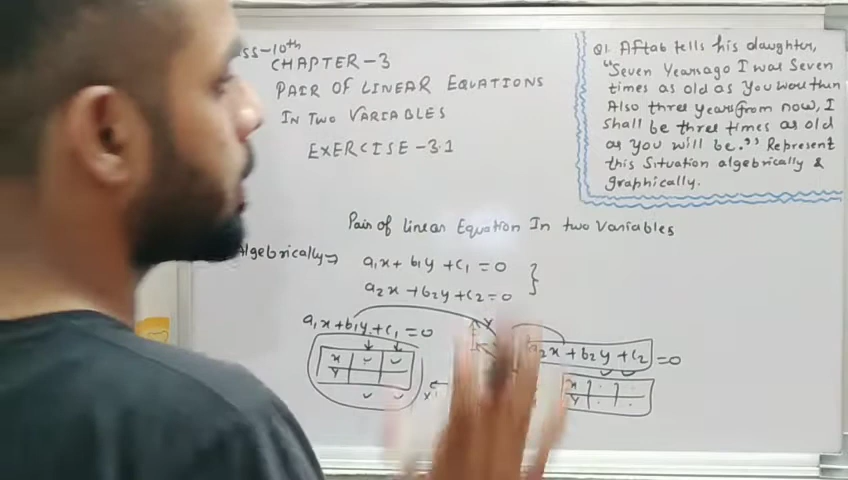 ss-10th
CHAPTER-3
PAIR OF LINEAR EQUATIONS
IN TWO VARIABLES
EXERCISE-3.1
Q1. Aftab tells his daughter,
"Seven Years ago I was Seven
times as old as you were then
Also three years from now, I
shall be three times as old
as you will be." Represent
this Situation algebrically &
graphically.
Pair of linear Equation In two Variables
Algebrically⇒ a₁x + b₁y + c₁ = 0
a₂x + b₂y + c₂ = 0
a₁x + b₁y + c₁ = 0
a₂x + b₂y + c₂ = 0
Y
x
Y
x'
x
Y